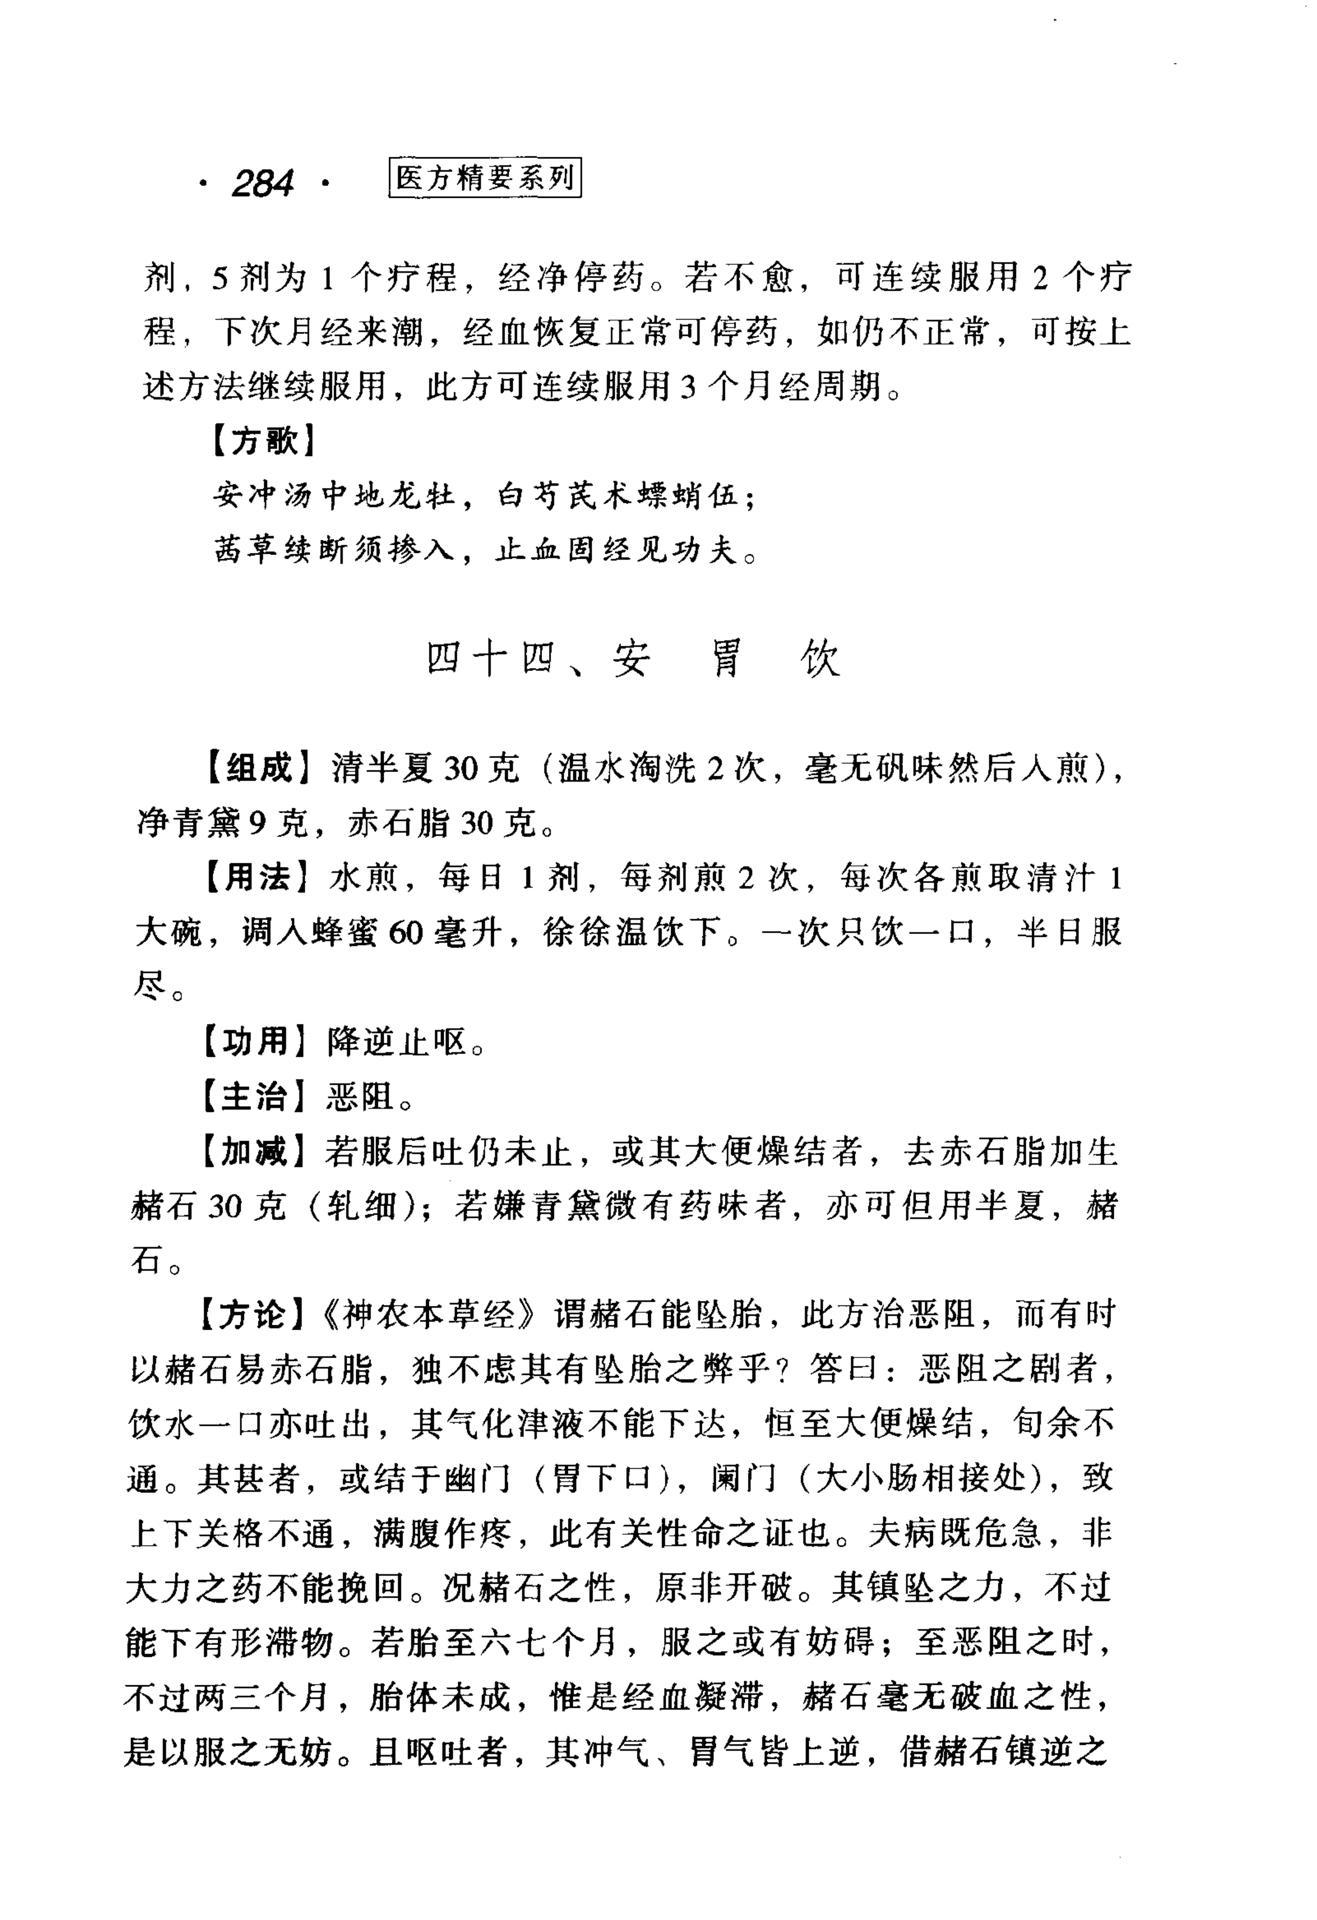 · 284 · 医方精要系列
剂，5剂为1个疗程，经净停药。若不愈，可连续服用2个疗
程，下次月经来潮，经血恢复正常可停药，如仍不正常，可按上
述方法继续服用，此方可连续服用3个月经周期。
【方歌】
安冲汤中地龙牡，白芍芪术螵蛸伍；
茜草续断须掺入，止血固经见功夫。
四十四、安 胃 饮
【组成】清半夏30克（温水淘洗2次，毫无矾味然后入煎），
净青黛9克，赤石脂30克。
【用法】水煎，每日1剂，每剂煎2次，每次各煎取清汁1
大碗，调入蜂蜜60毫升，徐徐温饮下。一次只饮一口，半日服
尽。
【功用】降逆止呕。
【主治】恶阻。
【加减】若服后吐仍未止，或其大便燥结者，去赤石脂加生
赭石30克（轧细）；若嫌青黛微有药味者，亦可但用半夏，赭
石。
【方论】《神农本草经》谓赭石能坠胎，此方治恶阻，而有时
以赭石易赤石脂，独不虑其有坠胎之弊乎？答曰：恶阻之剧者，
饮水一口亦吐出，其气化津液不能下达，恒至大便燥结，旬余不
通。其甚者，或结于幽门（胃下口），阑门（大小肠相接处），致
上下关格不通，满腹作疼，此有关性命之证也。夫病既危急，非
大力之药不能挽回。况赭石之性，原非开破。其镇坠之力，不过
能下有形滞物。若胎至六七个月，服之或有妨碍；至恶阻之时，
不过两三个月，胎体未成，惟是经血凝滞，赭石毫无破血之性，
是以服之无妨。且呕吐者，其冲气、胃气皆上逆，借赭石镇逆之